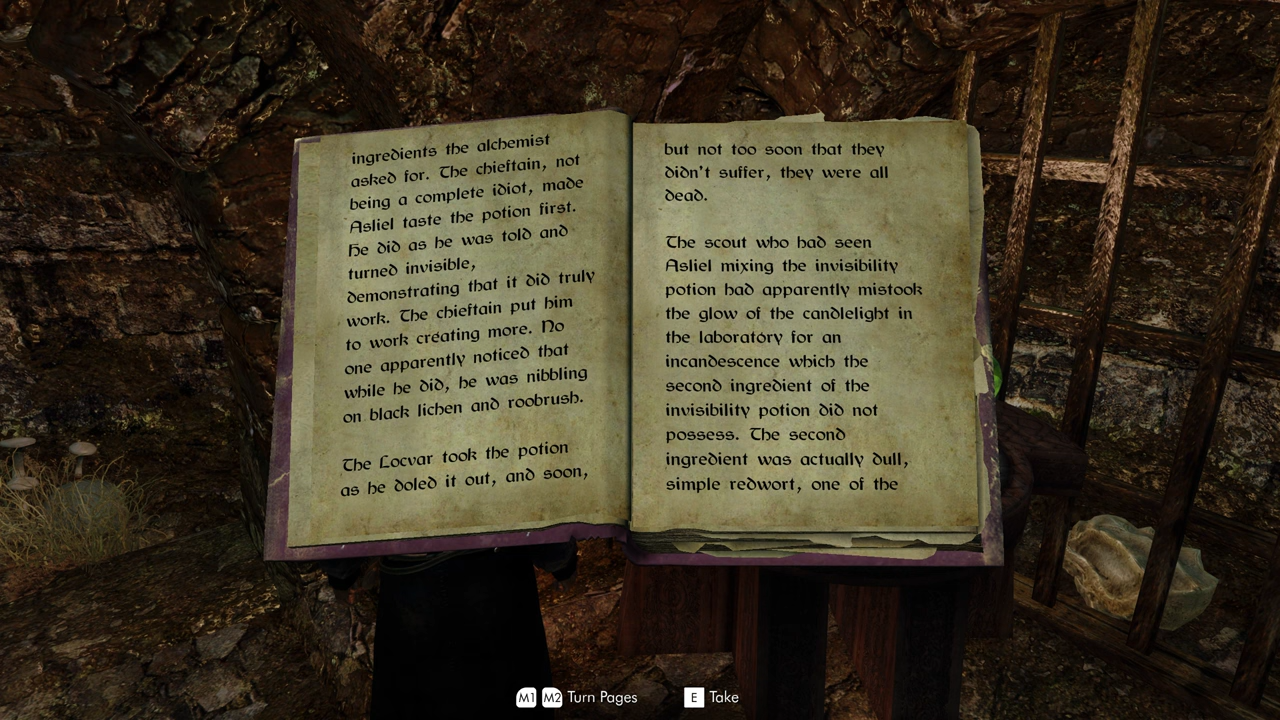 ingredients the alchemist
asked for. The chieftain, not
being a complete idiot, made
Asliel taste the potion first.
He did as he was told and
turned invisible,
demonstrating that it did truly
work. The chieftain put him
to work creating more. No
one apparently noticed that
while he did, he was nibbling
on black lichen and roobrush.
The Locvar took the potion
as he doled it out, and soon,
but not too soon that they
didn't suffer, they were all
dead.
The scout who had seen
Asliel mixing the invisibility
potion had apparently mistook
the glow of the candlelight in
the laboratory for an
incandescence which the
second ingredient of the
invisibility potion did not
possess. The second
ingredient was actually dull,
simple redwort, one of the
M1 M2 Turn Pages
E Take